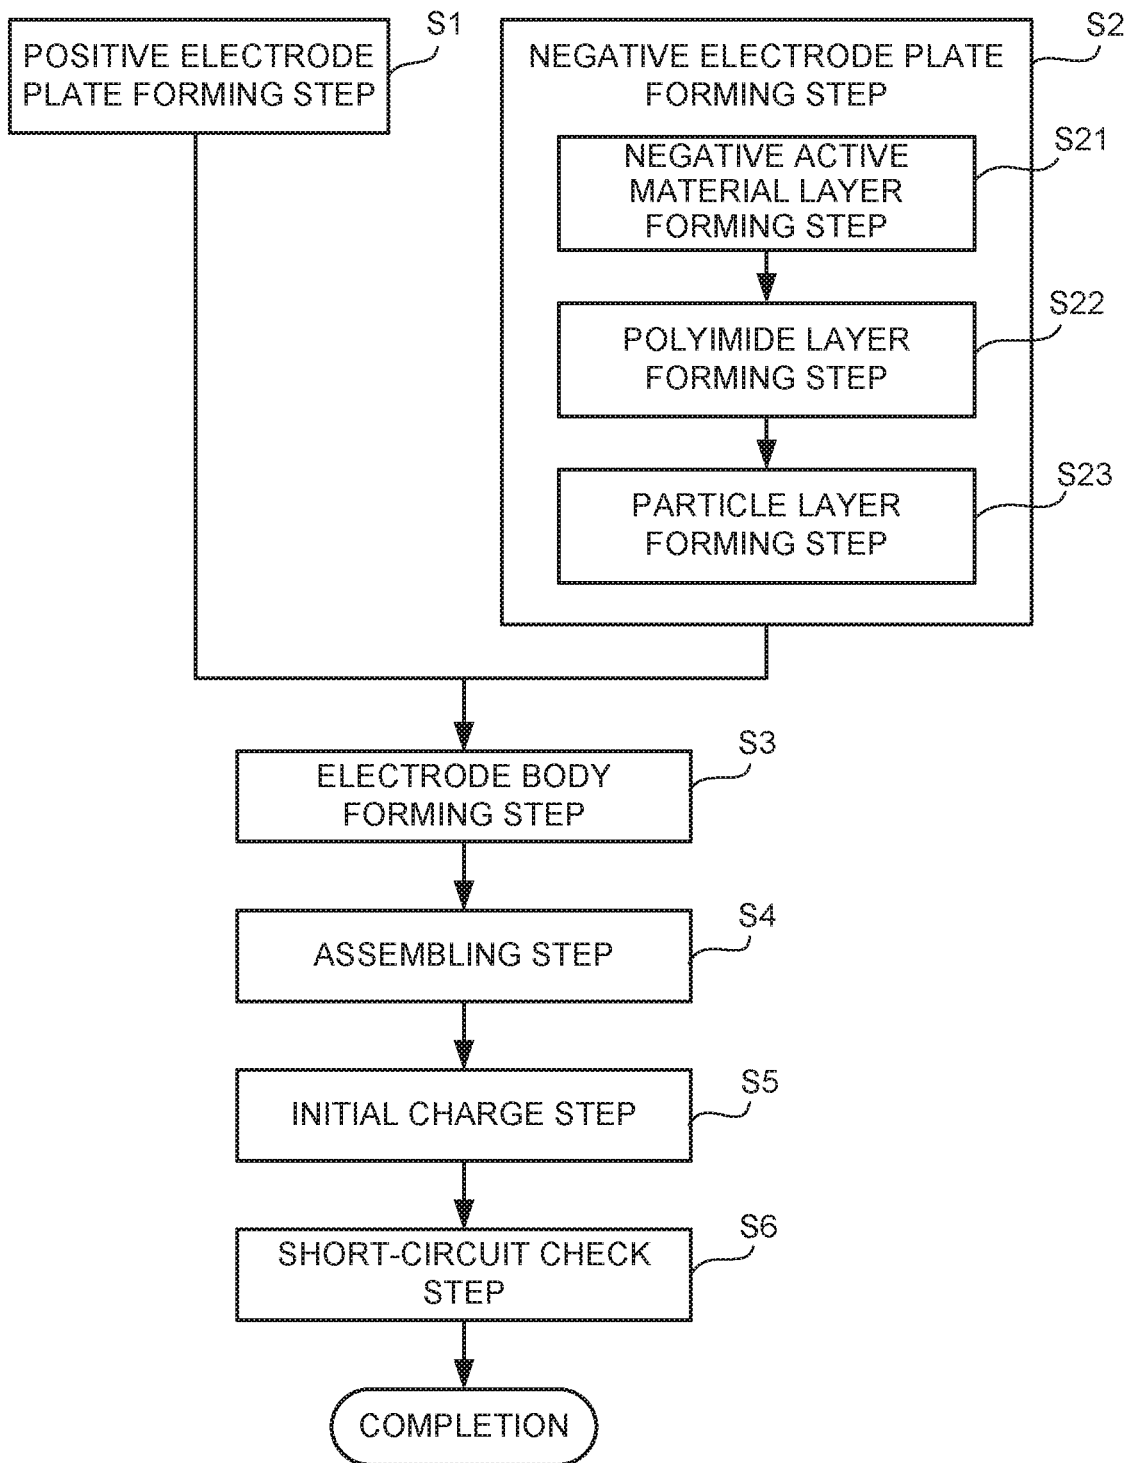 S1
POSITIVE ELECTRODE
PLATE FORMING STEP
S2
NEGATIVE ELECTRODE PLATE
FORMING STEP
S21
NEGATIVE ACTIVE
MATERIAL LAYER
FORMING STEP
S22
POLYIMIDE LAYER
FORMING STEP
S23
PARTICLE LAYER
FORMING STEP
S3
ELECTRODE BODY
FORMING STEP
S4
ASSEMBLING STEP
S5
INITIAL CHARGE STEP
S6
SHORT-CIRCUIT CHECK
STEP
COMPLETION